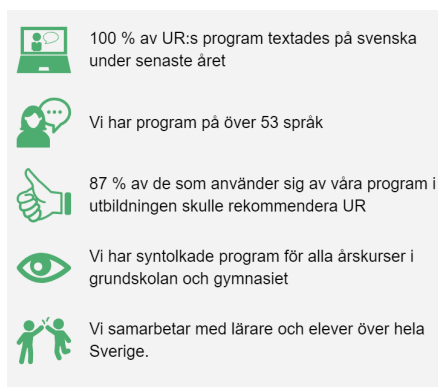 100 % av UR:s program textades på svenska
under senaste året
Vi har program på över 53 språk
87 % av de som använder sig av våra program i
utbildningen skulle rekommendera UR
Vi har syntolkade program för alla årskurser i
grundskolan och gymnasiet
Vi samarbetar med lärare och elever över hela
Sverige.